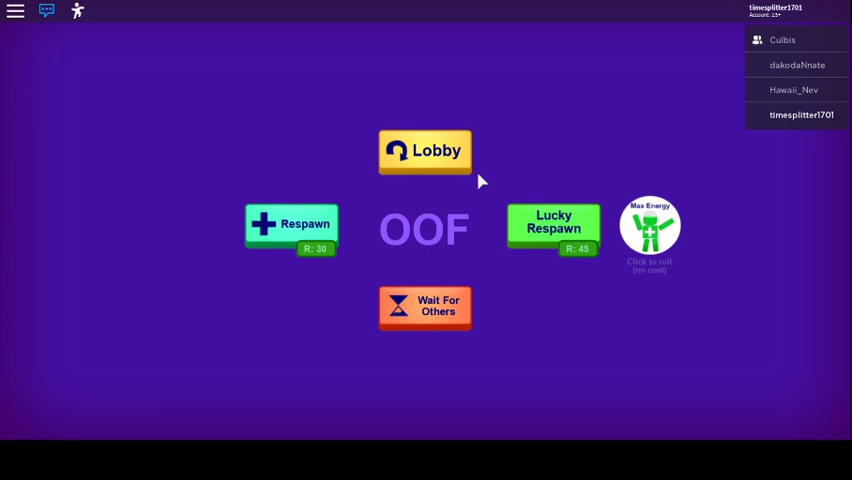 timesplitter1701
Account: 13+
Culbis
dakodaNnate
Hawaii_Nev
timesplitter1701
Lobby
Respawn
R: 30
OOF
Lucky
Respawn
R: 45
Max Energy
Click to roll
(no cost)
Wait For
Others